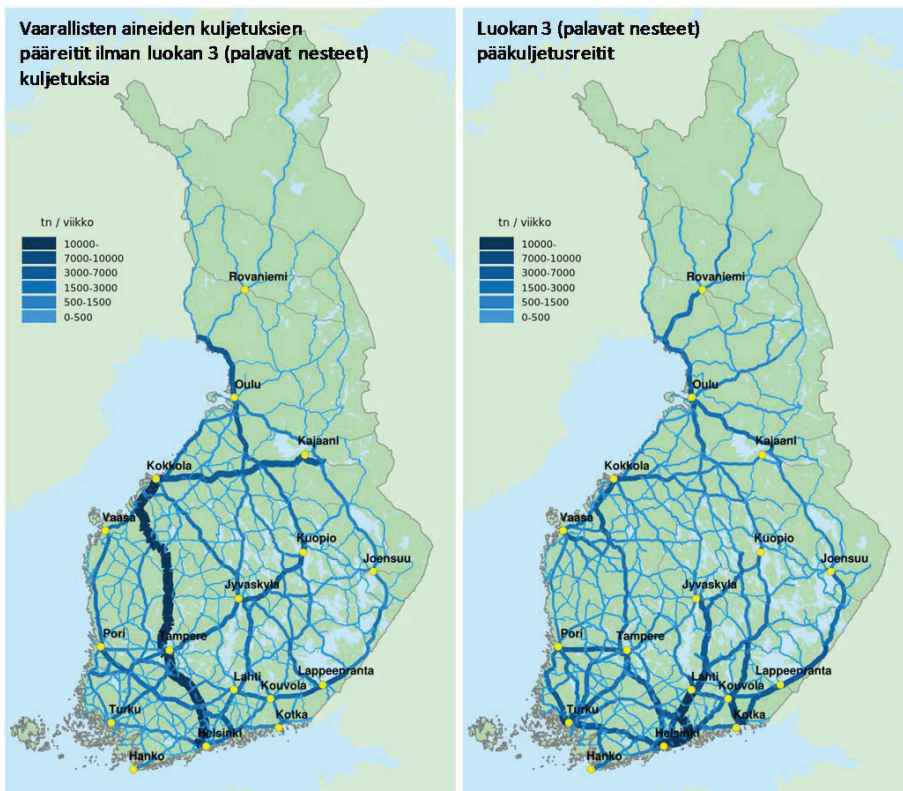 Vaarallisten aineiden kuljetuksien
pääreitit ilman luokan 3 (palavat nesteet)
kuljetuksia
tn / viikko
10000-
7000-10000
3000-7000
1500-3000
500-1500
0-500
Rovaniemi
Oulu
Kajaani
Kokkola
Vaasa
Kuopio
Joensuu
Jyvaskyla
Pori
Tampere
Lahti
Lappeenranta
Kouvola
Turku
Kotka
Helsinki
Hanko
Luokan 3 (palavat nesteet)
pääkuljetusreitit
tn / viikko
10000-
7000-10000
3000-7000
1500-3000
500-1500
0-500
Rovaniemi
Oulu
Kajaani
Kokkola
Vaasa
Kuopio
Joensuu
Jyvaskyla
Pori
Tampere
Lahti
Lappeenranta
Kouvola
Turku
Kotka
Helsinki
Hanko